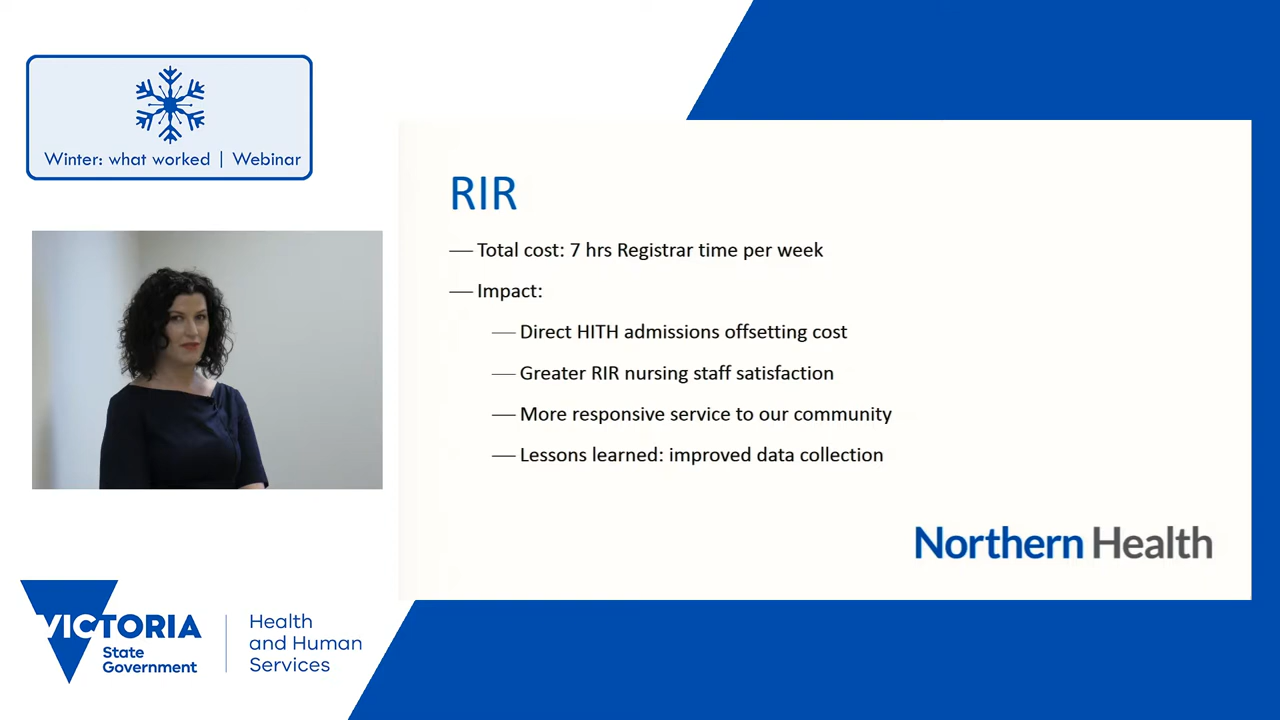 Winter: what worked | Webinar
RIR
— Total cost: 7 hrs Registrar time per week
— Impact:
— Direct HITH admissions offsetting cost
— Greater RIR nursing staff satisfaction
— More responsive service to our community
— Lessons learned: improved data collection
Northern Health
VICTORIA
State
Government
Health
and Human
Services